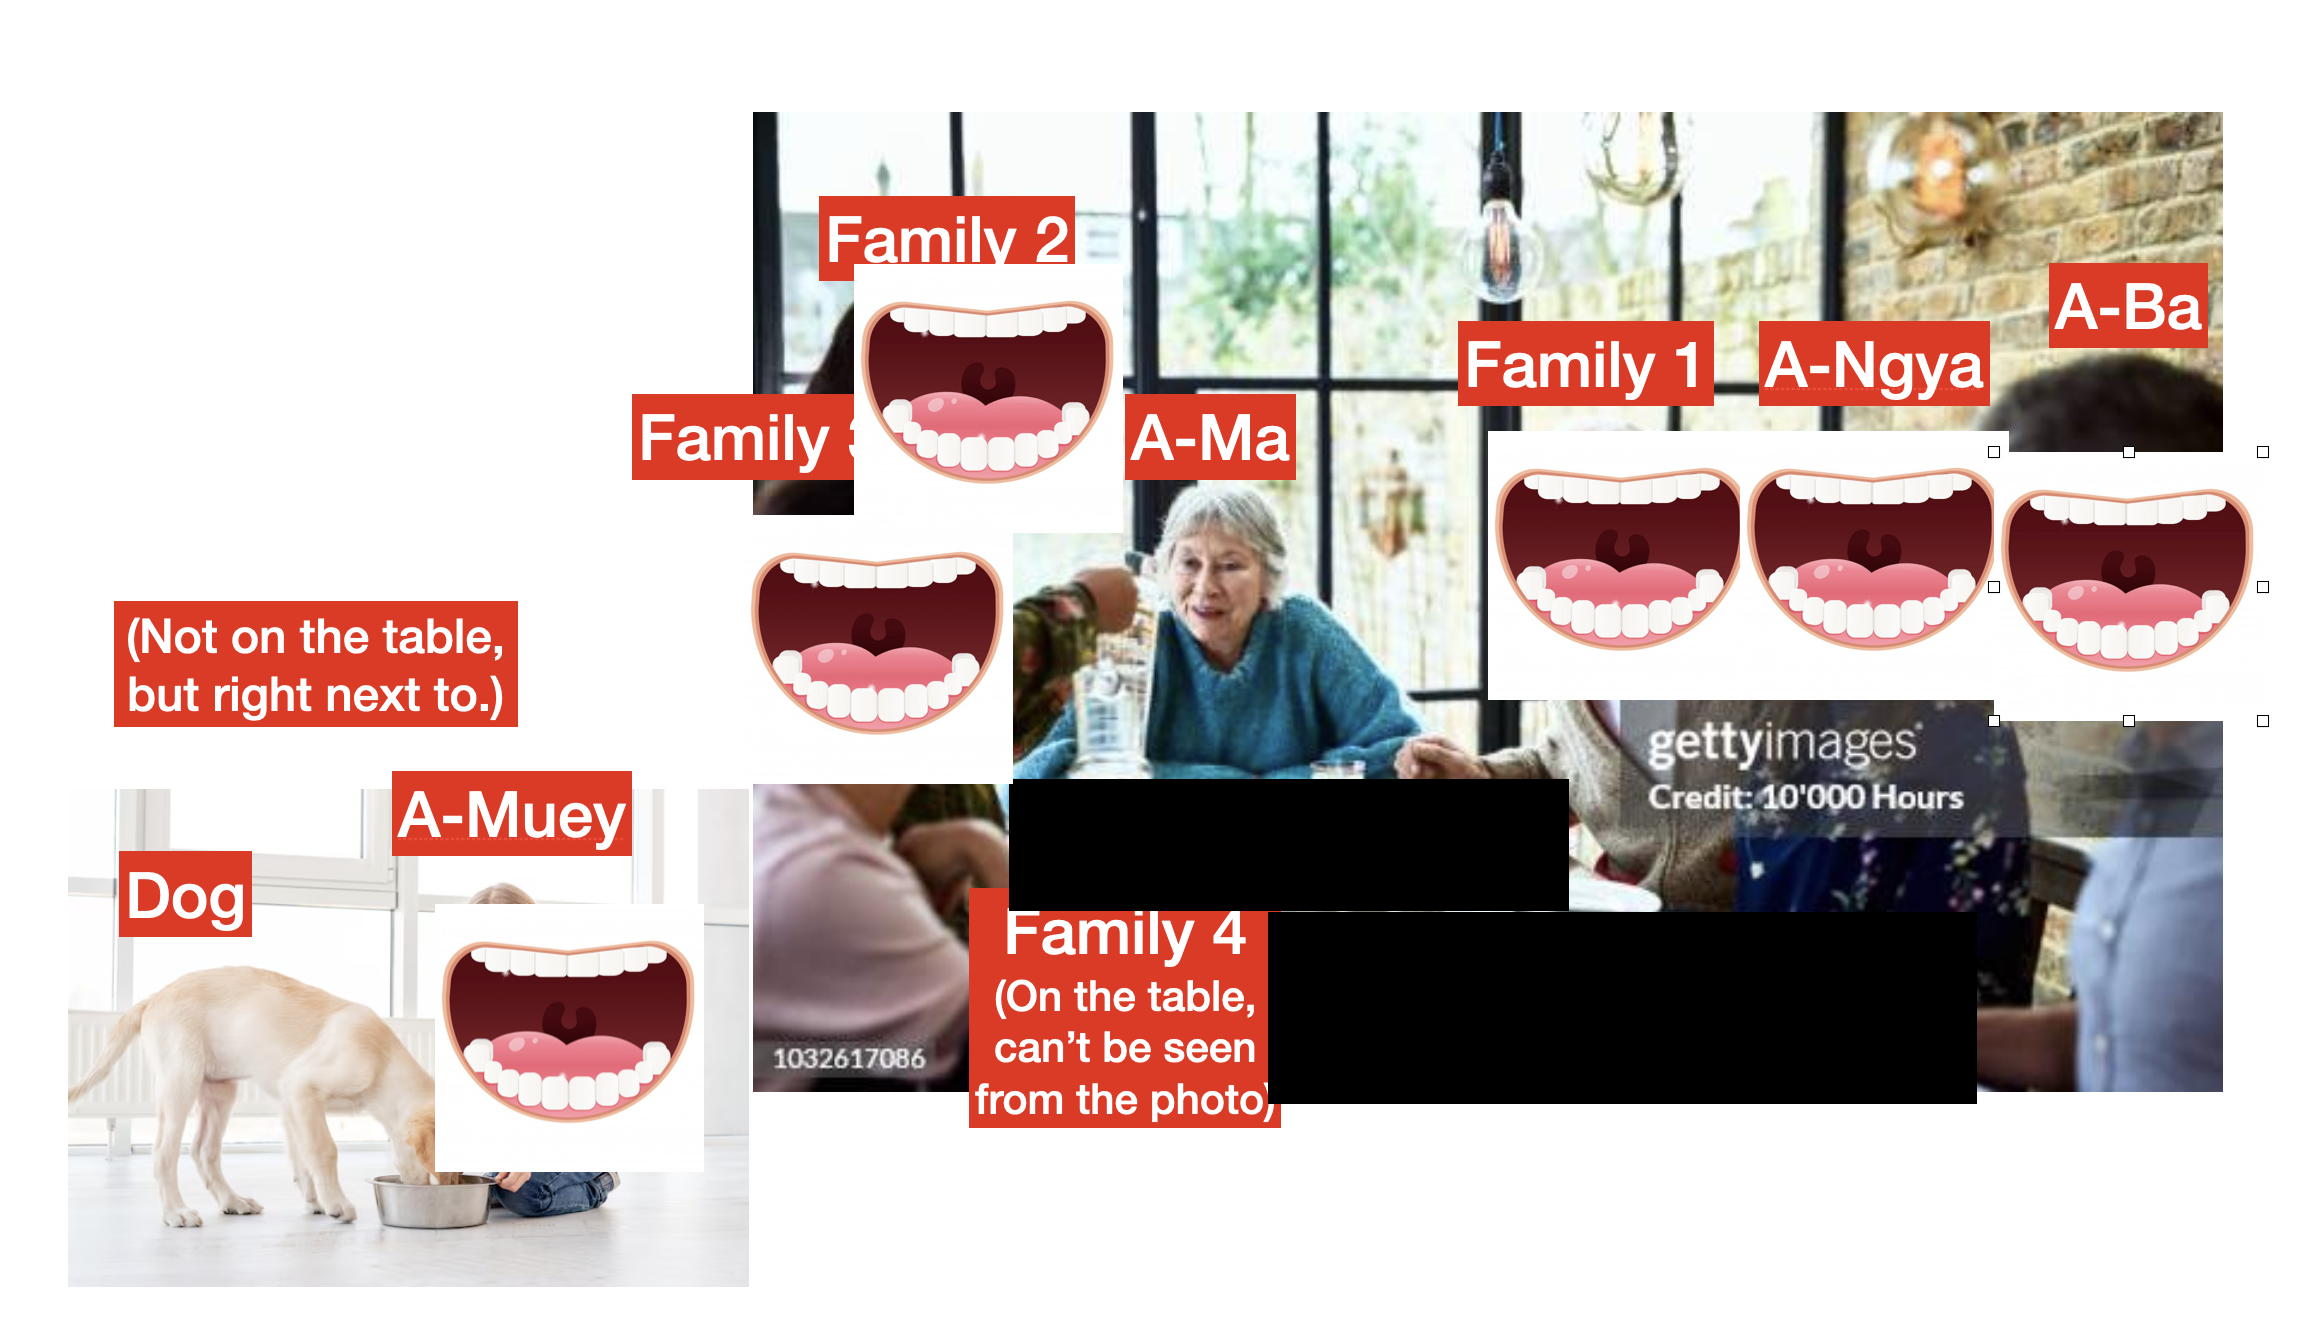 Family 2
A-Ba
Family 1
A-Ngya
Family
A-Ma
(Not on the table,
but right next to.)
gettyimages
Credit: 10'000 Hours
A-Muey
Dog
Family 4
(On the table,
can’t be seen
from the photo)
1032617086